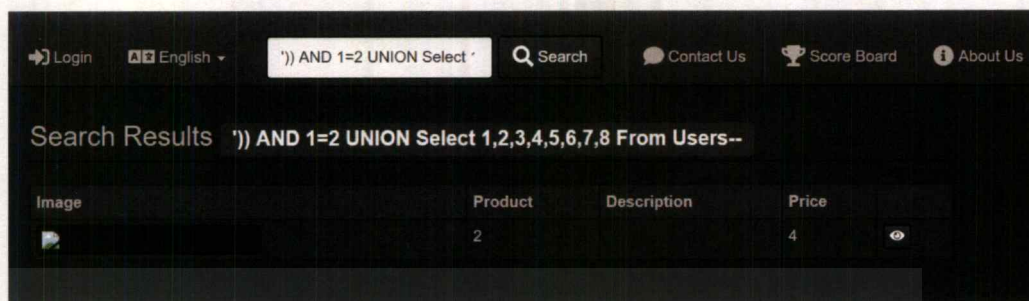 Login English ')) AND 1=2 UNION Select Search Contact Us Score Board About Us
Search Results ')) AND 1=2 UNION Select 1,2,3,4,5,6,7,8 From Users--
Image Product Description Price
2 4